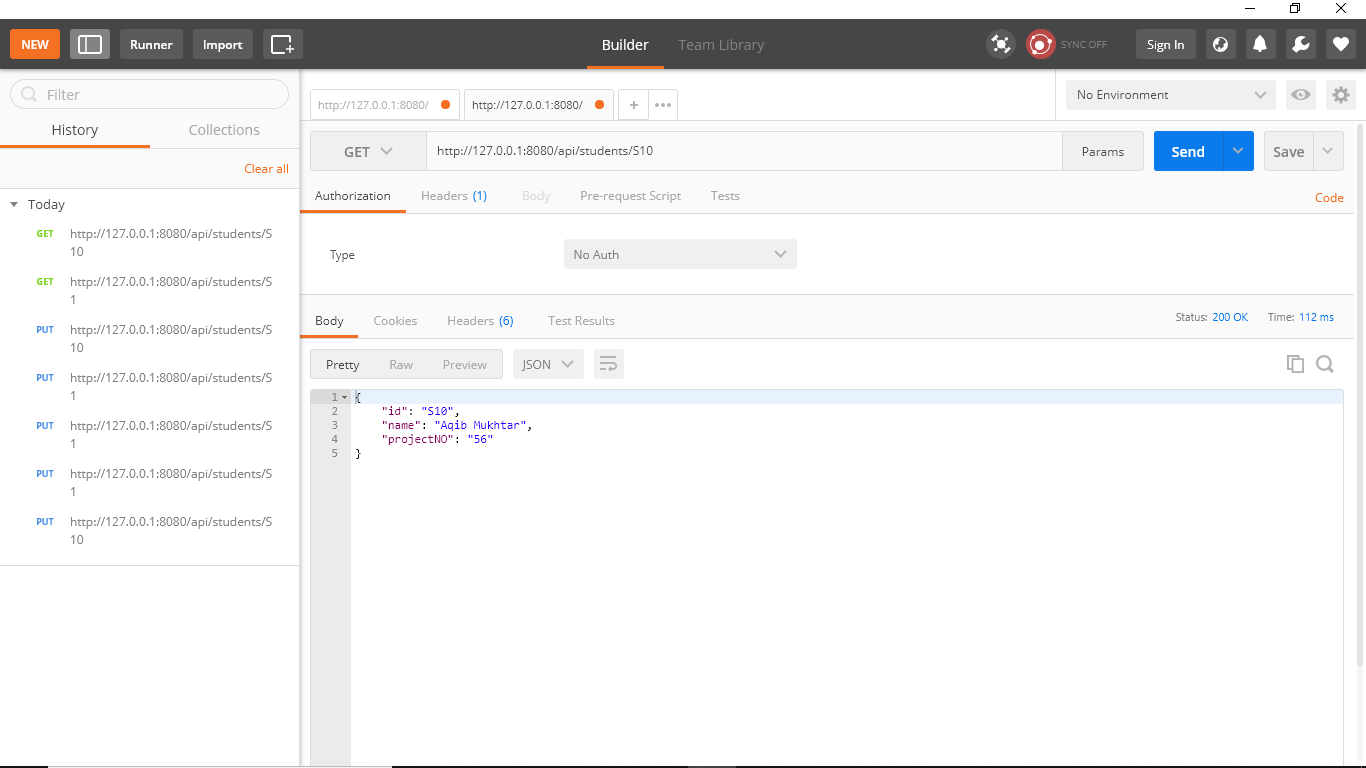 NEW Runner Import Builder Team Library SYNC OFF Sign In
Filter
History Collections
Clear all
Today
GET http://127.0.0.1:8080/api/students/S
10
GET http://127.0.0.1:8080/api/students/S
1
PUT http://127.0.0.1:8080/api/students/S
10
PUT http://127.0.0.1:8080/api/students/S
1
PUT http://127.0.0.1:8080/api/students/S
1
PUT http://127.0.0.1:8080/api/students/S
1
PUT http://127.0.0.1:8080/api/students/S
10
http://127.0.0.1:8080/ http://127.0.0.1:8080/ + ••• No Environment
GET http://127.0.0.1:8080/api/students/S10 Params Send Save
Authorization Headers (1) Body Pre-request Script Tests Code
Type No Auth
Body Cookies Headers (6) Test Results Status: 200 OK Time: 112 ms
Pretty Raw Preview JSON
1 {
2 "id": "S10",
3 "name": "Aqib Mukhtar",
4 "projectNO": "56"
5 }